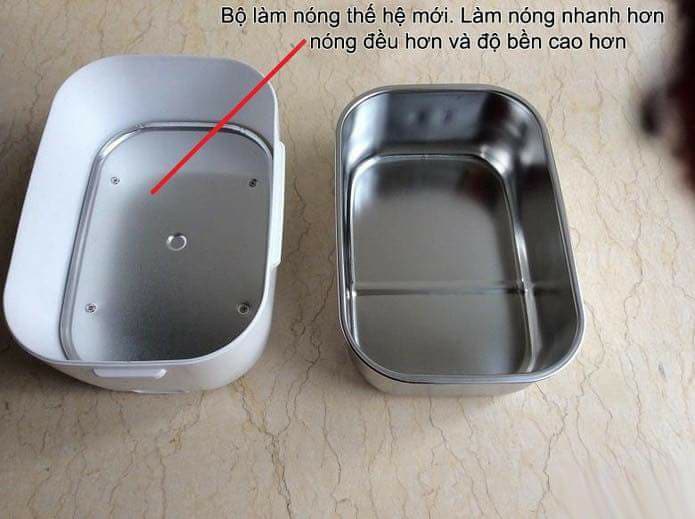 Bộ làm nóng thế hệ mới. Làm nóng nhanh hơn
nóng đều hơn và độ bền cao hơn